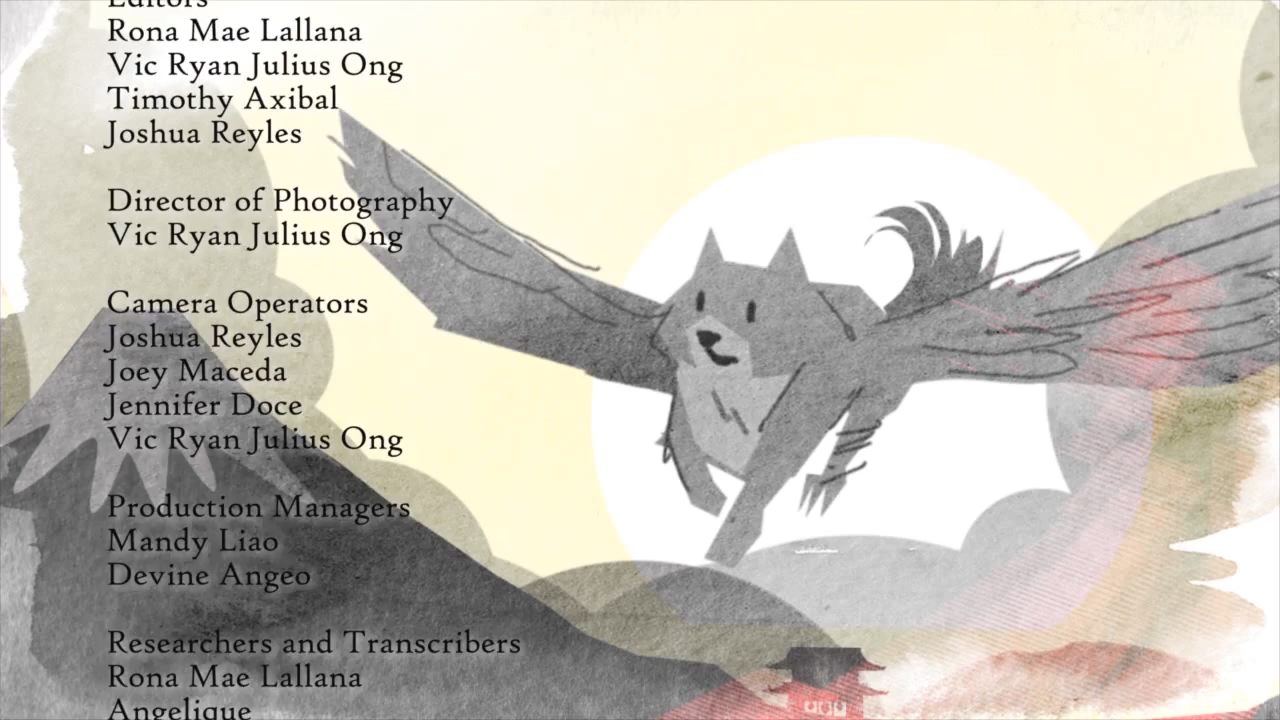 Editors
Rona Mae Lallana
Vic Ryan Julius Ong
Timothy Axibal
Joshua Reyles
Director of Photography
Vic Ryan Julius Ong
Camera Operators
Joshua Reyles
Joey Maceda
Jennifer Doce
Vic Ryan Julius Ong
Production Managers
Mandy Liao
Devine Angeo
Researchers and Transcribers
Rona Mae Lallana
Angelique